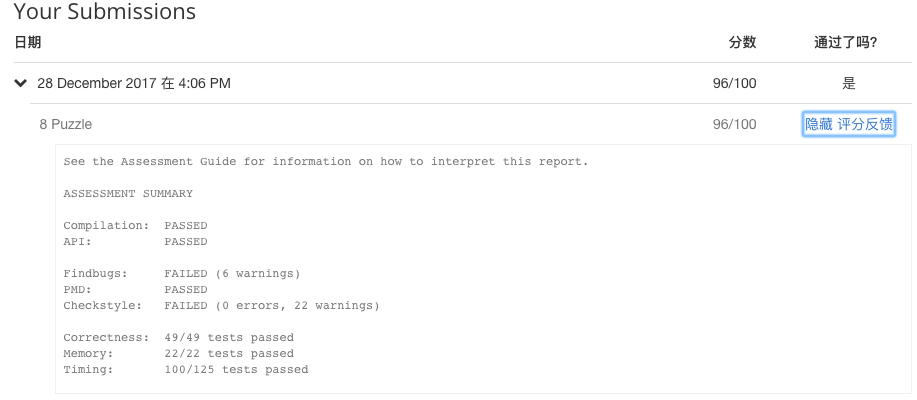 Your Submissions
日期 分数 通过了吗?
28 December 2017 在 4:06 PM 96/100 是
8 Puzzle 96/100 隐藏 评分反馈
See the Assessment Guide for information on how to interpret this report.
ASSESSMENT SUMMARY
Compilation: PASSED
API: PASSED
Findbugs: FAILED (6 warnings)
PMD: PASSED
Checkstyle: FAILED (0 errors, 22 warnings)
Correctness: 49/49 tests passed
Memory: 22/22 tests passed
Timing: 100/125 tests passed